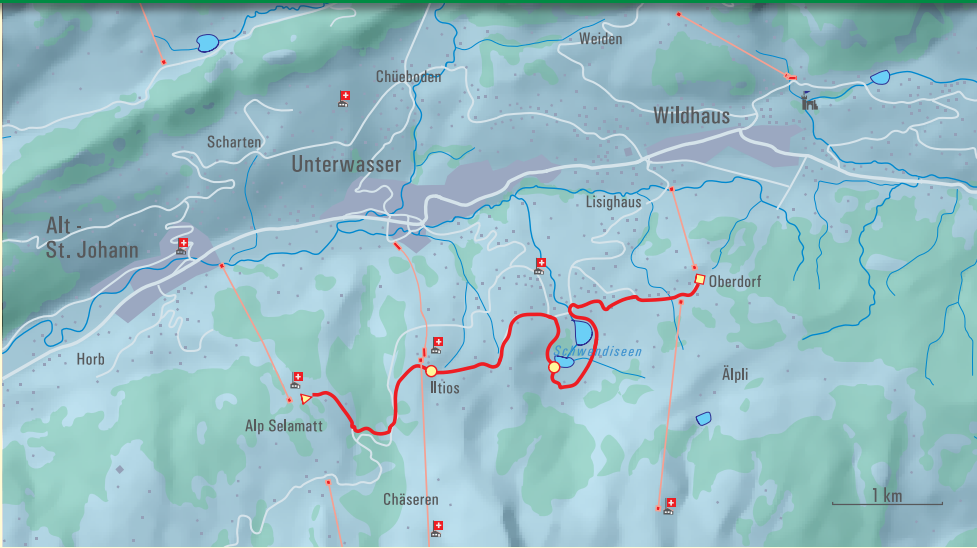 Weiden
Chüeboden
Wildhaus
Scharten
Unterwasser
Lisighaus
Alt -
St. Johann
Oberdorf
Schwendiseen
Horb
Iltios
Älpli
Alp Selamatt
Chäseren
1 km